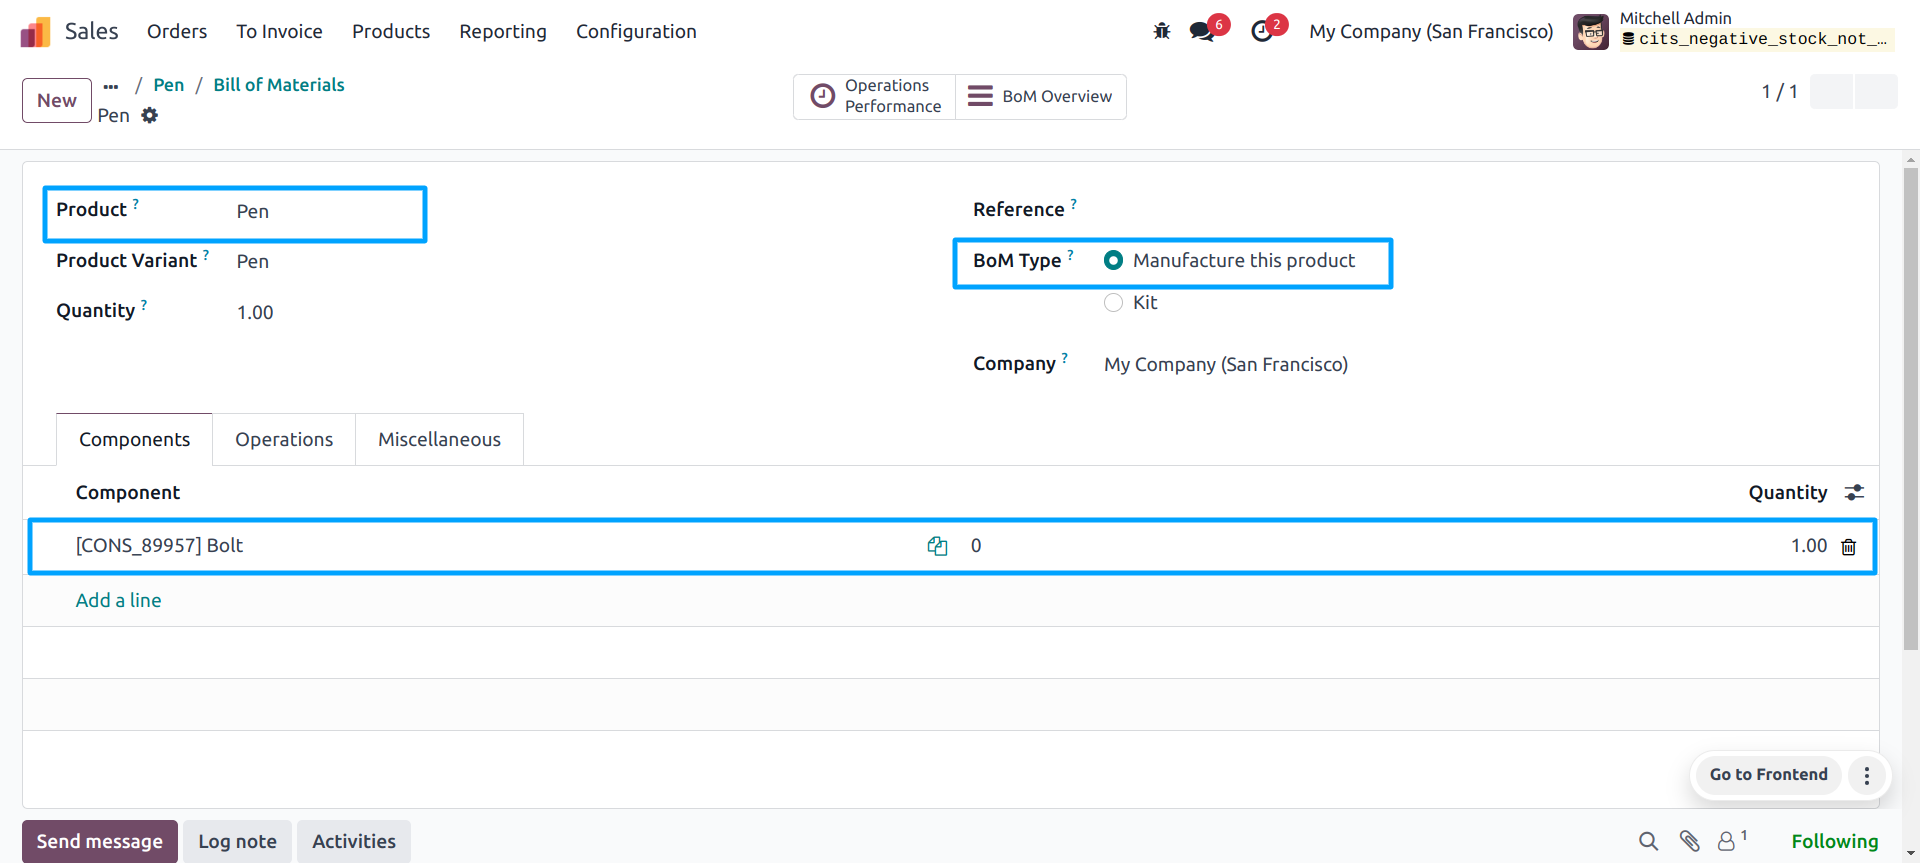 Sales
Orders
To Invoice
Products
Reporting
Configuration
6
2
My Company (San Francisco)
Mitchell Admin
cits_negative_stock_not_...
New
... / Pen / Bill of Materials
Pen
Operations
Performance
BoM Overview
1 / 1
Product ?
Pen
Product Variant ?
Pen
Quantity ?
1.00
Reference ?
BoM Type ?
Manufacture this product
Kit
Company ?
My Company (San Francisco)
Components
Operations
Miscellaneous
Component
Quantity
[CONS_89957] Bolt
0
1.00
Add a line
Go to Frontend
Send message
Log note
Activities
1
Following